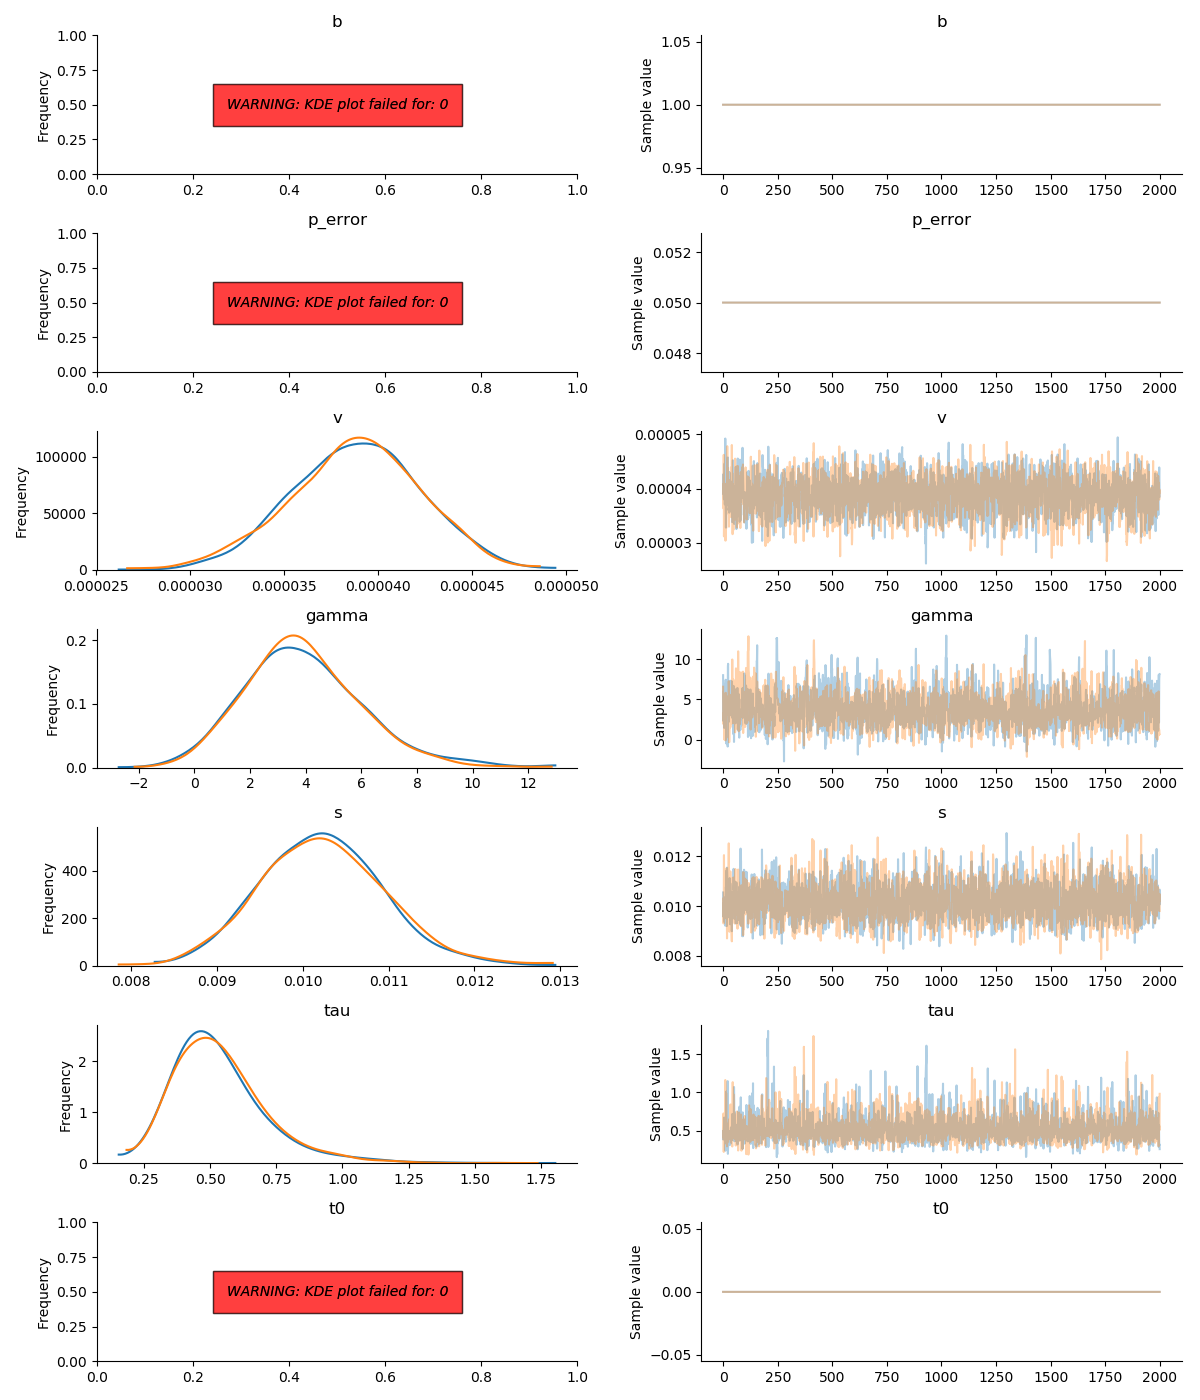 b
Frequency
1.00
0.75
0.50
0.25
0.00
WARNING: KDE plot failed for: 0
0.0 0.2 0.4 0.6 0.8 1.0
b
Sample value
1.05
1.00
0.95
0 250 500 750 1000 1250 1500 1750 2000
p_error
Frequency
1.00
0.75
0.50
0.25
0.00
WARNING: KDE plot failed for: 0
0.0 0.2 0.4 0.6 0.8 1.0
p_error
Sample value
0.052
0.050
0.048
0 250 500 750 1000 1250 1500 1750 2000
v
Frequency
100000
50000
0
0.000025 0.000030 0.000035 0.000040 0.000045 0.000050
v
Sample value
0.00005
0.00004
0.00003
0 250 500 750 1000 1250 1500 1750 2000
gamma
Frequency
0.2
0.1
0.0
−2 0 2 4 6 8 10 12
gamma
Sample value
10
5
0
0 250 500 750 1000 1250 1500 1750 2000
s
Frequency
400
200
0
0.008 0.009 0.010 0.011 0.012 0.013
s
Sample value
0.012
0.010
0.008
0 250 500 750 1000 1250 1500 1750 2000
tau
Frequency
2
1
0
0.25 0.50 0.75 1.00 1.25 1.50 1.75
tau
Sample value
1.5
1.0
0.5
0 250 500 750 1000 1250 1500 1750 2000
t0
Frequency
1.00
0.75
0.50
0.25
0.00
WARNING: KDE plot failed for: 0
0.0 0.2 0.4 0.6 0.8 1.0
t0
Sample value
0.05
0.00
−0.05
0 250 500 750 1000 1250 1500 1750 2000